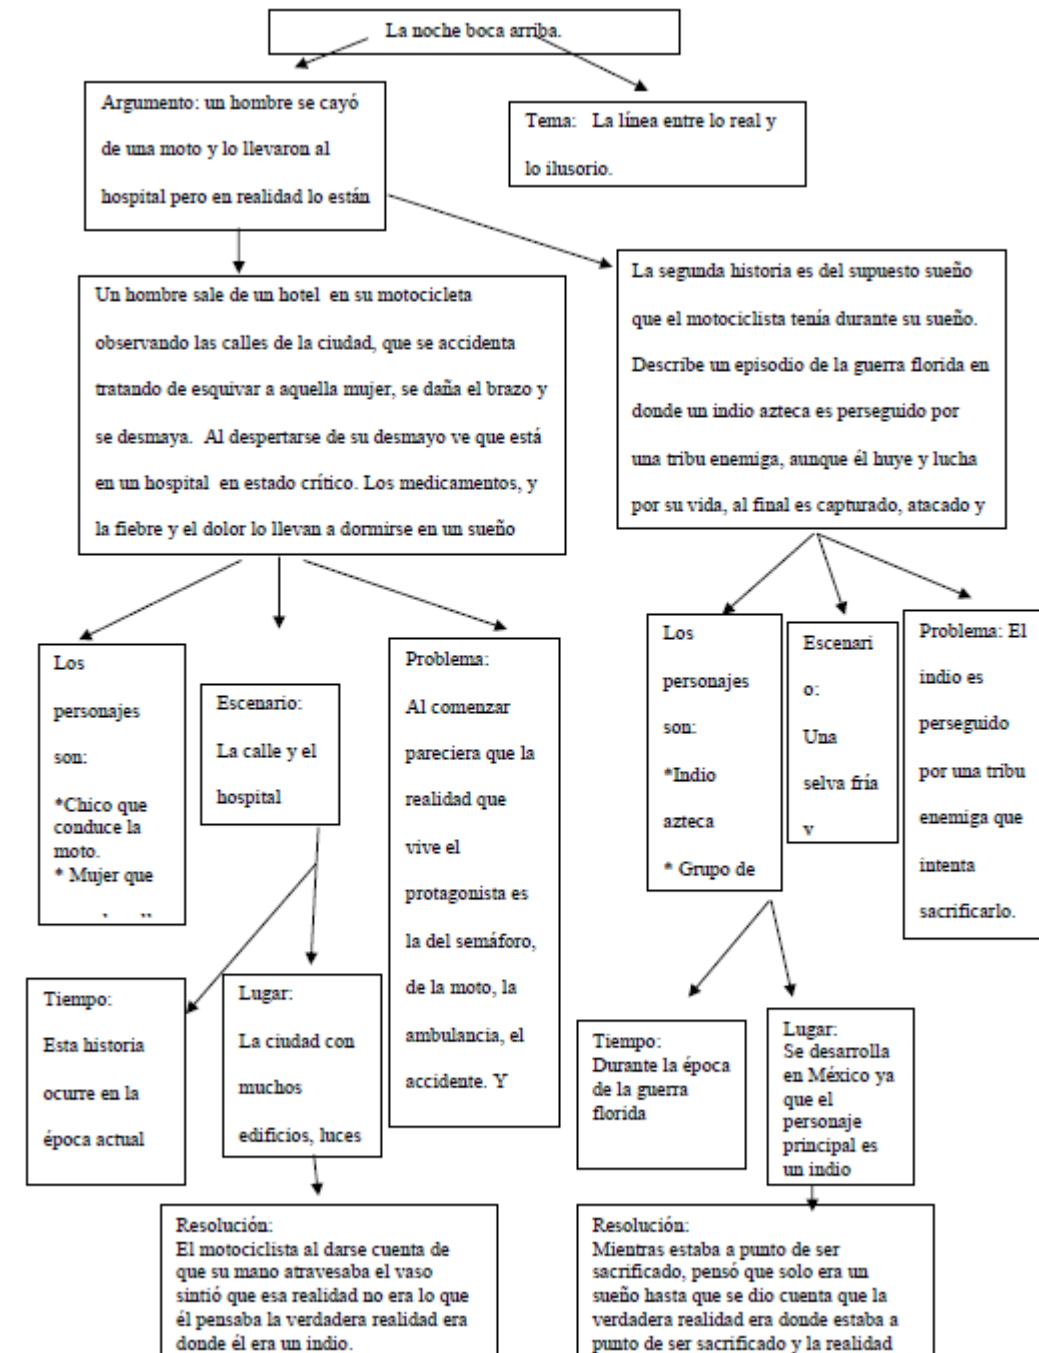 La noche boca arriba.
Argumento: un hombre se cayó
de una moto y lo llevaron al
hospital pero en realidad lo están
Tema:   La línea entre lo real y
lo ilusorio.
Un hombre sale de un hotel  en su motocicleta
observando las calles de la ciudad, que se accidenta
tratando de esquivar a aquella mujer, se daña el brazo y
se desmaya.  Al despertarse de su desmayo ve que está
en un hospital  en estado crítico. Los medicamentos, y
la fiebre y el dolor lo llevan a dormirse en un sueño
La segunda historia es del supuesto sueño
que el motociclista tenía durante su sueño.
Describe un episodio de la guerra florida en
donde un indio azteca es perseguido por
una tribu enemiga, aunque él huye y lucha
por su vida, al final es capturado, atacado y
Los
personajes
son:
*Chico que
conduce la
moto.
* Mujer que
Escenario:
La calle y el
hospital
Problema:
Al comenzar
pareciera que la
realidad que
vive el
protagonista es
la del semáforo,
de la moto, la
ambulancia, el
accidente. Y
Los
personajes
son:
*Indio
azteca
* Grupo de
Escenari
o:
Una
selva fría
y
Problema: El
indio es
perseguido
por una tribu
enemiga que
intenta
sacrificarlo.
Tiempo:
Esta historia
ocurre en la
época actual
Lugar:
La ciudad con
muchos
edificios, luces
Tiempo:
Durante la época
de la guerra
florida
Lugar:
Se desarrolla
en México ya
que el
personaje
principal es
un indio
Resolución:
El motociclista al darse cuenta de
que su mano atravesaba el vaso
sintió que esa realidad no era lo que
él pensaba la verdadera realidad era
donde él era un indio.
Resolución:
Mientras estaba a punto de ser
sacrificado, pensó que solo era un
sueño hasta que se dio cuenta que la
verdadera realidad era donde estaba a
punto de ser sacrificado y la realidad